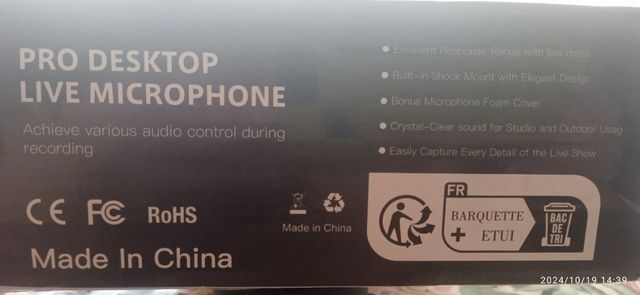 PRO DESKTOP
LIVE MICROPHONE
Achieve various audio control during
recording
Excellent Response Range with low noise
Built-in Shock Mount with Elegant Design
Bonus Microphone Foam Cover
Crystal-Clear sound for Studio and Outdoor Usag
Easily Capture Every Detail of the Live Show
CE FC RoHS
Made In China
Made in China
FR
BARQUETTE
+ ETUI
BAC
DE
TRI
2024/10/19 14:39